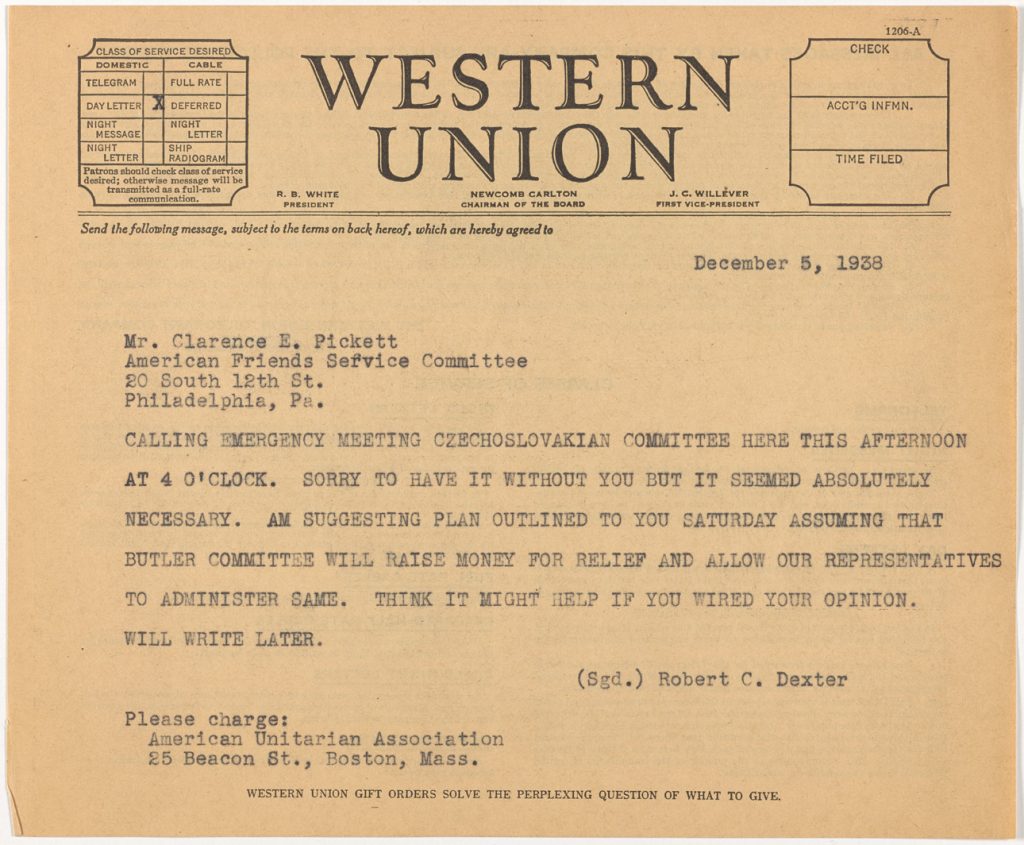 1206-A
CLASS OF SERVICE DESIRED
DOMESTIC CABLE
TELEGRAM FULL RATE
DAY LETTER X DEFERRED
NIGHT MESSAGE NIGHT LETTER
NIGHT LETTER SHIP RADIOGRAM
Patrons should check class of service
desired; otherwise message will be
transmitted as a full-rate
communication.
WESTERN
UNION
R. B. WHITE
PRESIDENT
NEWCOMB CARLTON
CHAIRMAN OF THE BOARD
J. C. WILLEVER
FIRST VICE-PRESIDENT
CHECK
ACCT'G INFMN.
TIME FILED
Send the following message, subject to the terms on back hereof, which are hereby agreed to
December 5, 1938
Mr. Clarence E. Pickett
American Friends Service Committee
20 South 12th St.
Philadelphia, Pa.
CALLING EMERGENCY MEETING CZECHOSLOVAKIAN COMMITTEE HERE THIS AFTERNOON
AT 4 O'CLOCK. SORRY TO HAVE IT WITHOUT YOU BUT IT SEEMED ABSOLUTELY
NECESSARY. AM SUGGESTING PLAN OUTLINED TO YOU SATURDAY ASSUMING THAT
BUTLER COMMITTEE WILL RAISE MONEY FOR RELIEF AND ALLOW OUR REPRESENTATIVES
TO ADMINISTER SAME. THINK IT MIGHT HELP IF YOU WIRED YOUR OPINION.
WILL WRITE LATER.
(Sgd.) Robert C. Dexter
Please charge:
American Unitarian Association
25 Beacon St., Boston, Mass.
WESTERN UNION GIFT ORDERS SOLVE THE PERPLEXING QUESTION OF WHAT TO GIVE.